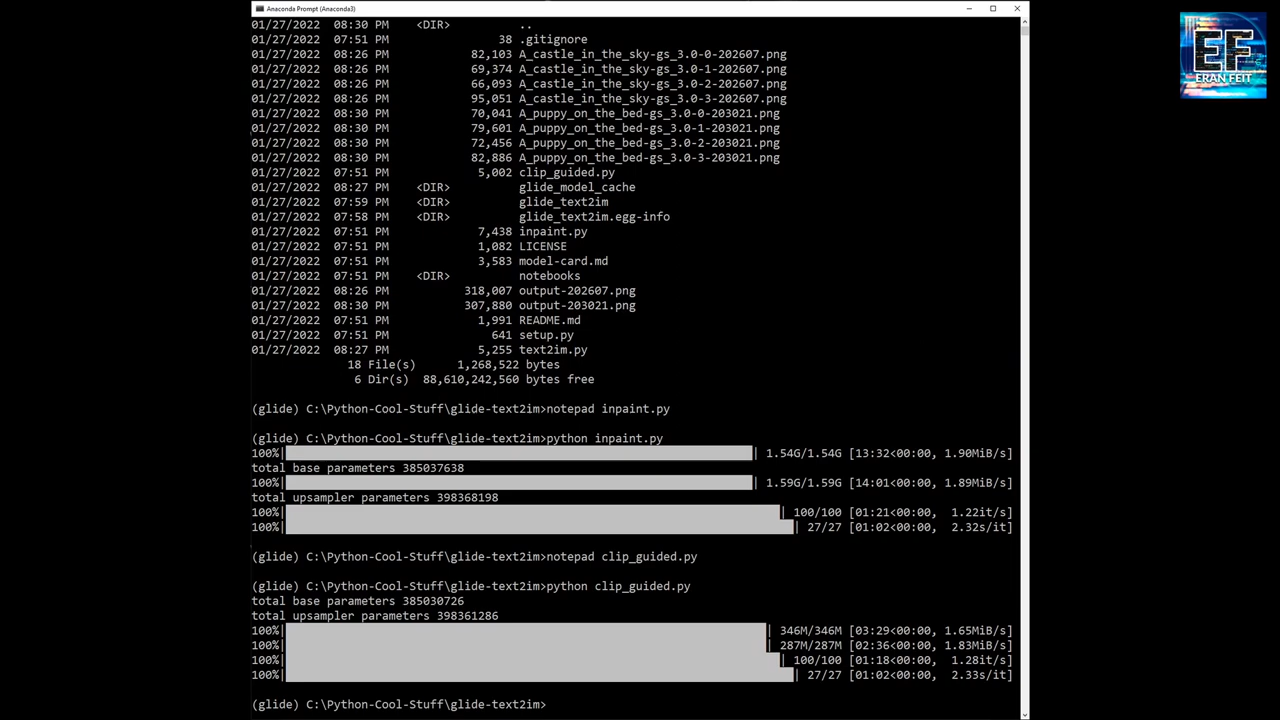 Anaconda Prompt (Anaconda3)
01/27/2022  08:30 PM    <DIR>          ..
01/27/2022  07:51 PM                38 .gitignore
01/27/2022  08:26 PM            82,103 A_castle_in_the_sky-gs_3.0-0-202607.png
01/27/2022  08:26 PM            69,374 A_castle_in_the_sky-gs_3.0-1-202607.png
01/27/2022  08:26 PM            66,093 A_castle_in_the_sky-gs_3.0-2-202607.png
01/27/2022  08:26 PM            95,051 A_castle_in_the_sky-gs_3.0-3-202607.png
01/27/2022  08:30 PM            70,041 A_puppy_on_the_bed-gs_3.0-0-203021.png
01/27/2022  08:30 PM            79,601 A_puppy_on_the_bed-gs_3.0-1-203021.png
01/27/2022  08:30 PM            72,456 A_puppy_on_the_bed-gs_3.0-2-203021.png
01/27/2022  08:30 PM            82,886 A_puppy_on_the_bed-gs_3.0-3-203021.png
01/27/2022  07:51 PM             5,002 clip_guided.py
01/27/2022  08:27 PM    <DIR>          glide_model_cache
01/27/2022  07:59 PM    <DIR>          glide_text2im
01/27/2022  07:58 PM    <DIR>          glide_text2im.egg-info
01/27/2022  07:51 PM             7,438 inpaint.py
01/27/2022  07:51 PM             1,082 LICENSE
01/27/2022  07:51 PM             3,583 model-card.md
01/27/2022  07:51 PM    <DIR>          notebooks
01/27/2022  08:26 PM           318,007 output-202607.png
01/27/2022  08:30 PM           307,880 output-203021.png
01/27/2022  07:51 PM             1,991 README.md
01/27/2022  07:51 PM               641 setup.py
01/27/2022  08:27 PM             5,255 text2im.py
18 File(s)      1,268,522 bytes
6 Dir(s)  88,610,242,560 bytes free
(glide) C:\Python-Cool-Stuff\glide-text2im>notepad inpaint.py
(glide) C:\Python-Cool-Stuff\glide-text2im>python inpaint.py
100%| | 1.54G/1.54G [13:32<00:00, 1.90MiB/s]
total base parameters 385037638
100%| | 1.59G/1.59G [14:01<00:00, 1.89MiB/s]
total upsampler parameters 398368198
100%| | 100/100 [01:21<00:00,  1.22it/s]
100%| | 27/27 [01:02<00:00,  2.32s/it]
(glide) C:\Python-Cool-Stuff\glide-text2im>notepad clip_guided.py
(glide) C:\Python-Cool-Stuff\glide-text2im>python clip_guided.py
total base parameters 385030726
total upsampler parameters 398361286
100%| | 346M/346M [03:29<00:00, 1.65MiB/s]
100%| | 287M/287M [02:36<00:00, 1.83MiB/s]
100%| | 100/100 [01:18<00:00,  1.28it/s]
100%| | 27/27 [01:02<00:00,  2.33s/it]
(glide) C:\Python-Cool-Stuff\glide-text2im>
EF
ERAN FEIT